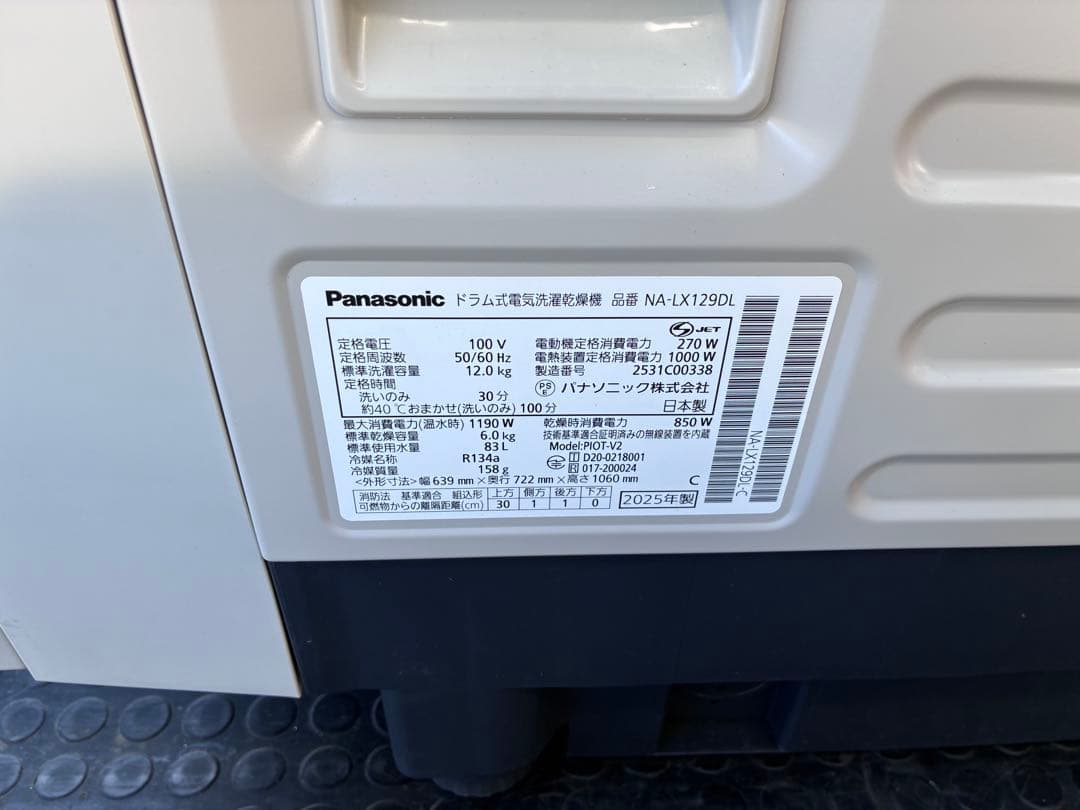 Panasonic ドラム式電気洗濯乾燥機 品番 NA-LX129DL
JET
定格電圧 100 V
定格周波数 50/60 Hz
標準洗濯容量 12.0 kg
定格時間
洗いのみ 30 分
約40℃おまかせ(洗いのみ) 100 分
電動機定格消費電力 270 W
電熱装置定格消費電力 1000 W
製造番号 2531C00338
PSE パナソニック株式会社
日本製
最大消費電力(温水時) 1190 W
標準乾燥容量 6.0 kg
標準使用水量 83 L
冷媒名称 R134a
冷媒質量 158 g
乾燥時消費電力 850 W
技術基準適合証明済みの無線装置を内蔵
Model:PIOT-V2
T D20-0218001
R 017-200024
<外形寸法> 幅 639 mm × 奥行 722 mm × 高さ 1060 mm
C
消防法 基準適合 組込形 上方 側方 後方 下方
可燃物からの離隔距離(cm) 30 1 1 0
2025年製
NA-LX129DL-C